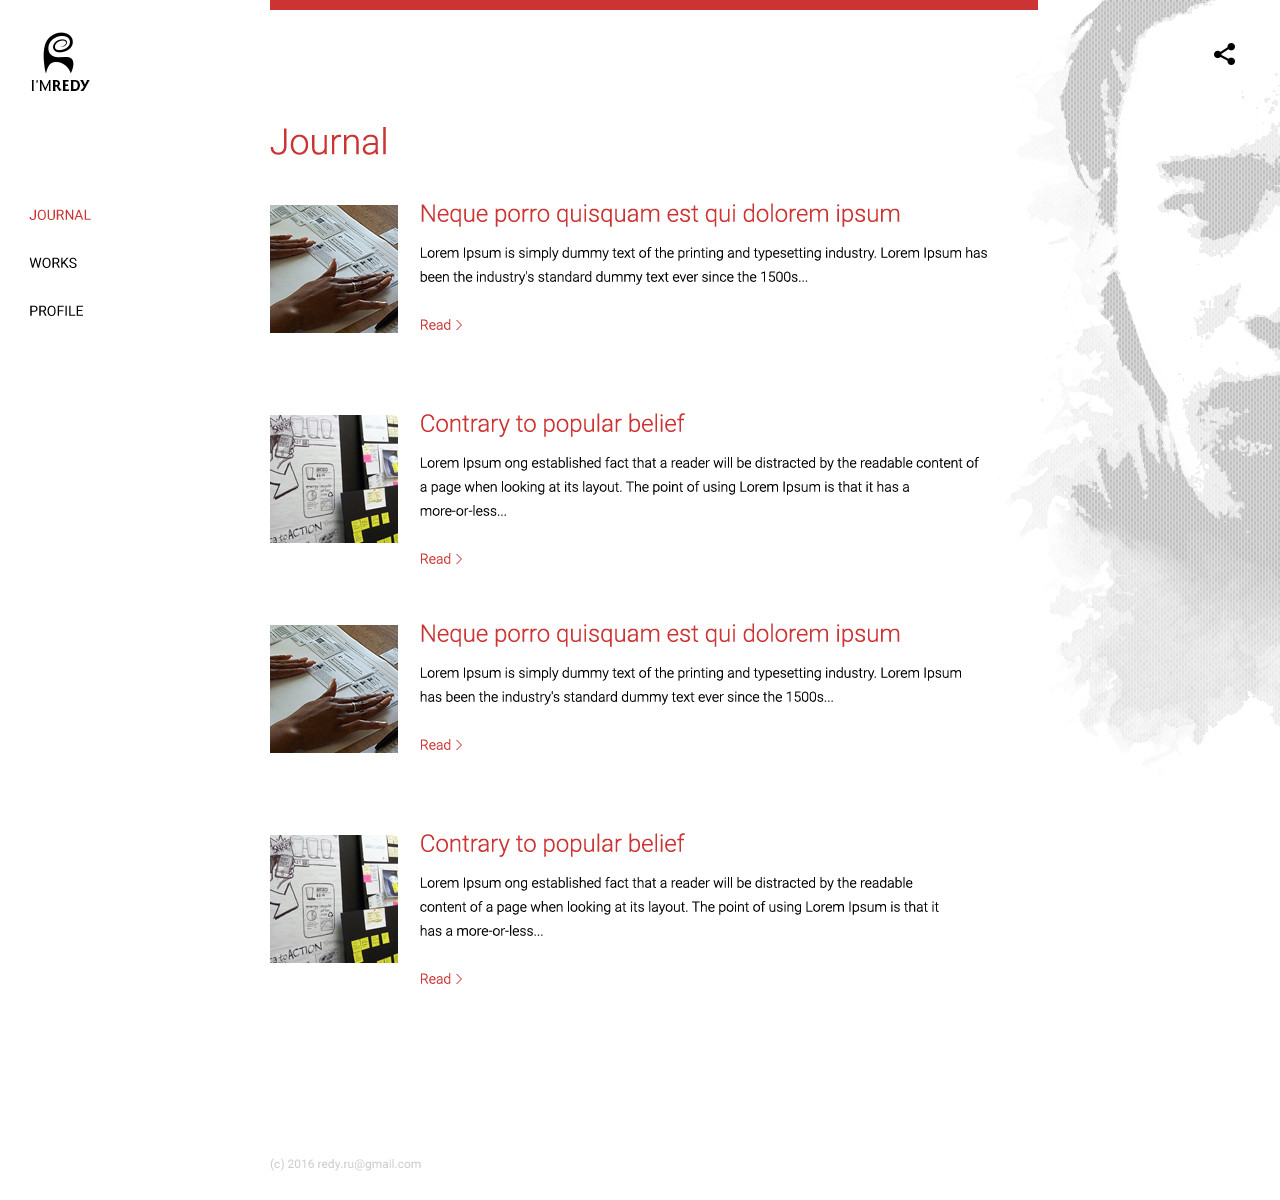 I'MREDY
JOURNAL
WORKS
PROFILE
Journal
Neque porro quisquam est qui dolorem ipsum
Lorem Ipsum is simply dummy text of the printing and typesetting industry. Lorem Ipsum has
been the industry's standard dummy text ever since the 1500s...
Read
Contrary to popular belief
Lorem Ipsum ong established fact that a reader will be distracted by the readable content of
a page when looking at its layout. The point of using Lorem Ipsum is that it has a
more-or-less...
Read
ACTION
Neque porro quisquam est qui dolorem ipsum
Lorem Ipsum is simply dummy text of the printing and typesetting industry. Lorem Ipsum
has been the industry's standard dummy text ever since the 1500s...
Read
Contrary to popular belief
Lorem Ipsum ong established fact that a reader will be distracted by the readable
content of a page when looking at its layout. The point of using Lorem Ipsum is that it
has a more-or-less...
Read
ACTION
(c) 2016 redy.ru@gmail.com